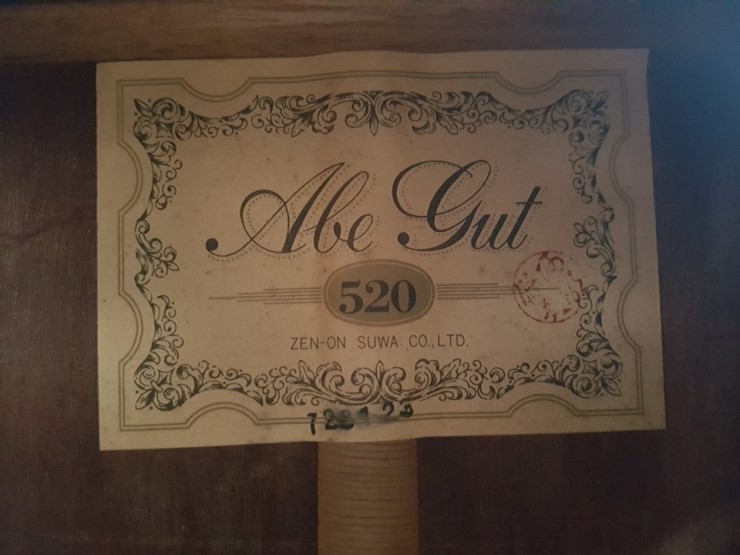 Abe Gut
520
ZEN-ON SUWA CO.,LTD.